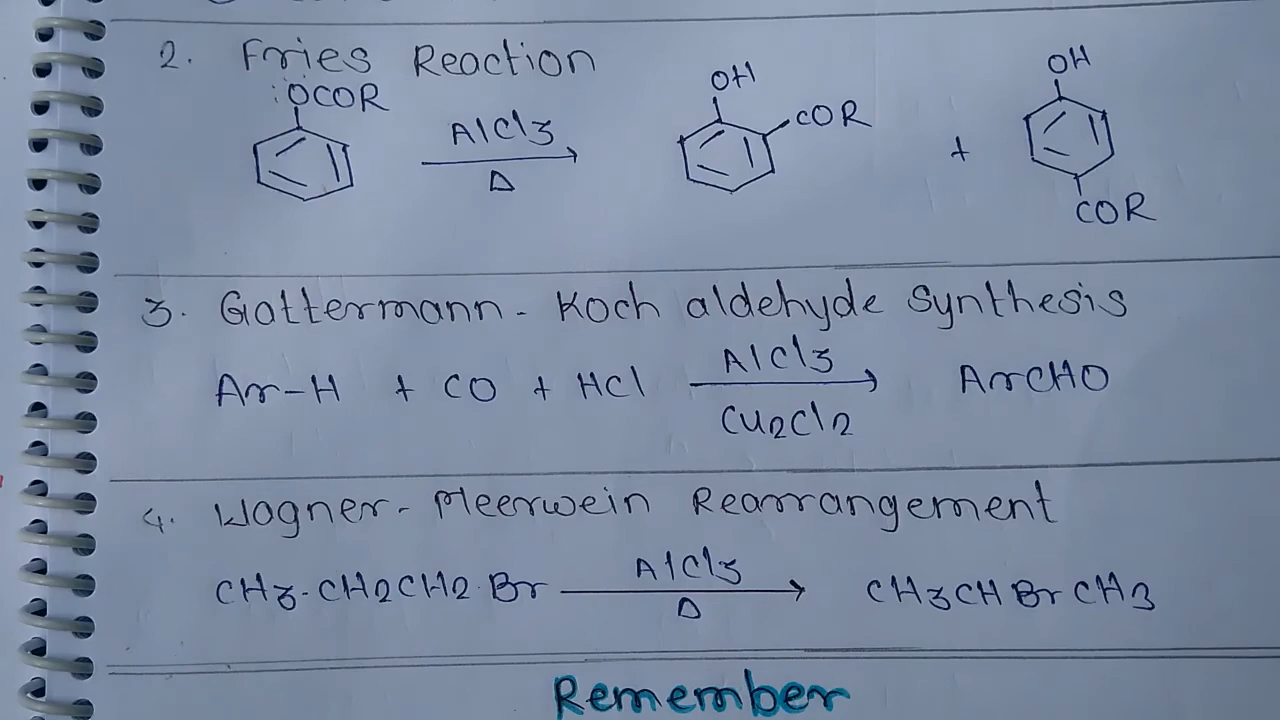 2. Fries Reaction
:OCOR
AlCl3
Δ
OH
COR
+
OH
COR
3. Gattermann - Koch aldehyde synthesis
Ar-H + CO + HCl AlCl3 ArCHO
Cu2Cl2
4. Wagner - Meerwein Rearrangement
CH3-CH2CH2Br AlCl3 CH3CHBrCH3
Δ
Remember